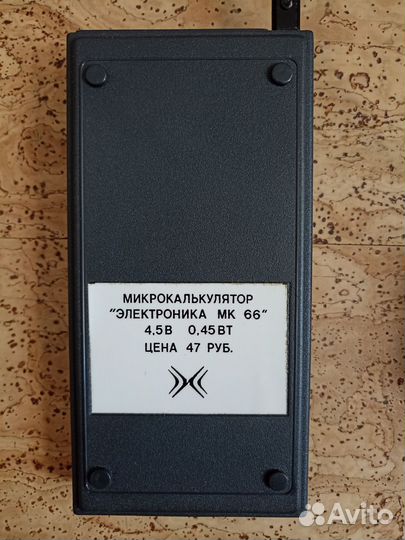 МИКРОКАЛЬКУЛЯТОР
"ЭЛЕКТРОНИКА МК 66"
4,5В 0,45ВТ
ЦЕНА 47 РУБ.
Avito